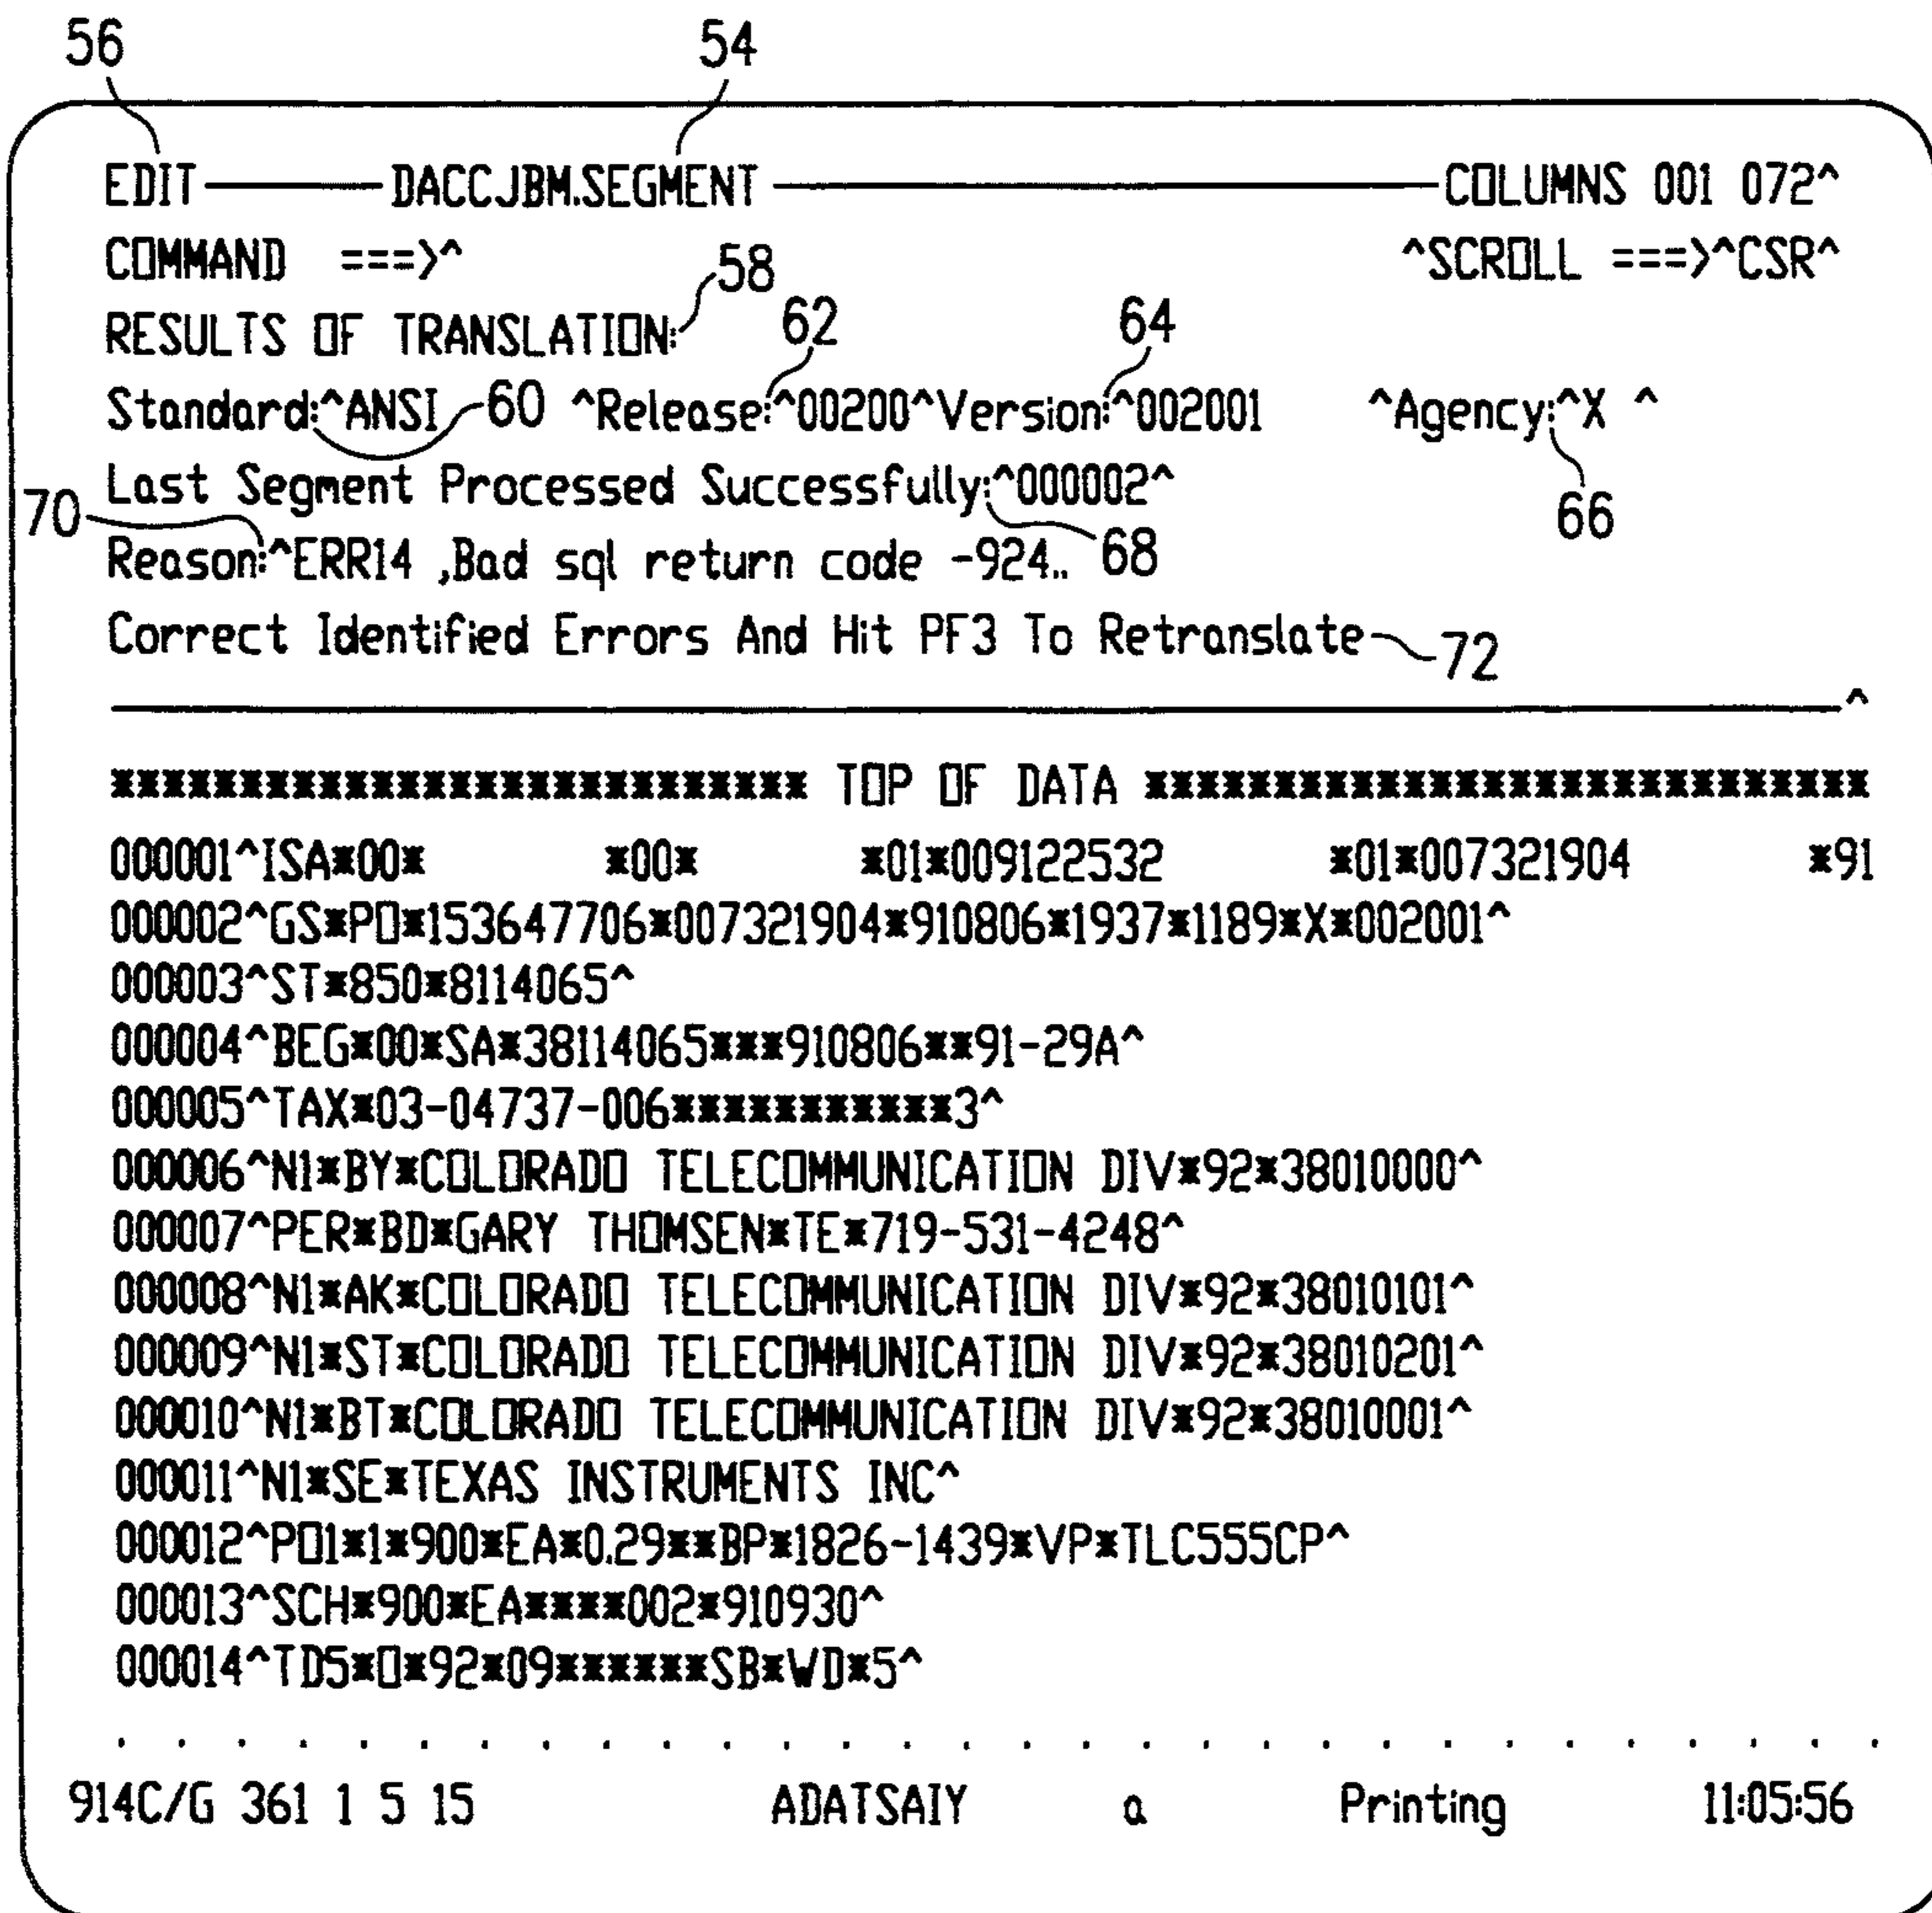 56 54
EDIT ———— DACCJBM.SEGMENT ———————————— COLUMNS 001 072^
COMMAND ===>^ ^SCROLL ===>^CSR^
RESULTS OF TRANSLATION: 58 62 64
Standard:^ANSI 60 ^Release:^00200^Version:^002001 ^Agency:^X ^
Last Segment Processed Successfully:^000002^
70 66
Reason:^ERR14 ,Bad sql return code -924.. 68
Correct Identified Errors And Hit PF3 To Retranslate 72
^
*************************** TOP OF DATA ****************************
000001^ISA*00* *00* *01*009122532 *01*007321904 *91
000002^GS*PO*153647706*007321904*910806*1937*1189*X*002001^
000003^ST*850*8114065^
000004^BEG*00*SA*38114065***910806**91-29A^
000005^TAX*03-04737-006***********3^
000006^N1*BY*COLORADO TELECOMMUNICATION DIV*92*38010000^
000007^PER*BD*GARY THOMSEN*TE*719-531-4248^
000008^N1*AK*COLORADO TELECOMMUNICATION DIV*92*38010101^
000009^N1*ST*COLORADO TELECOMMUNICATION DIV*92*38010201^
000010^N1*BT*COLORADO TELECOMMUNICATION DIV*92*38010001^
000011^N1*SE*TEXAS INSTRUMENTS INC^
000012^PO1*1*900*EA*0.29**BP*1826-1439*VP*TLC555CP^
000013^SCH*900*EA****002*910930^
000014^TD5*O*92*09******SB*WD*5^
. . . . . . . . . . . . . . . . . . . . . . . . . . . . . .
914C/G 361 1 5 15 ADATSAIY a Printing 11:05:56